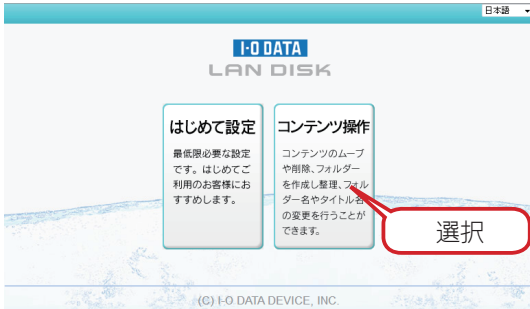 日本語
I-O DATA
LAN DISK
はじめて設定
最低限必要な設定
です。はじめてご
利用のお客様にお
すすめします。
コンテンツ操作
コンテンツのムーブ
や削除、フォルダー
を作成し整理、フォル
ダー名やタイトル名
の変更を行うことが
できます。
選択
(C) I-O DATA DEVICE, INC.